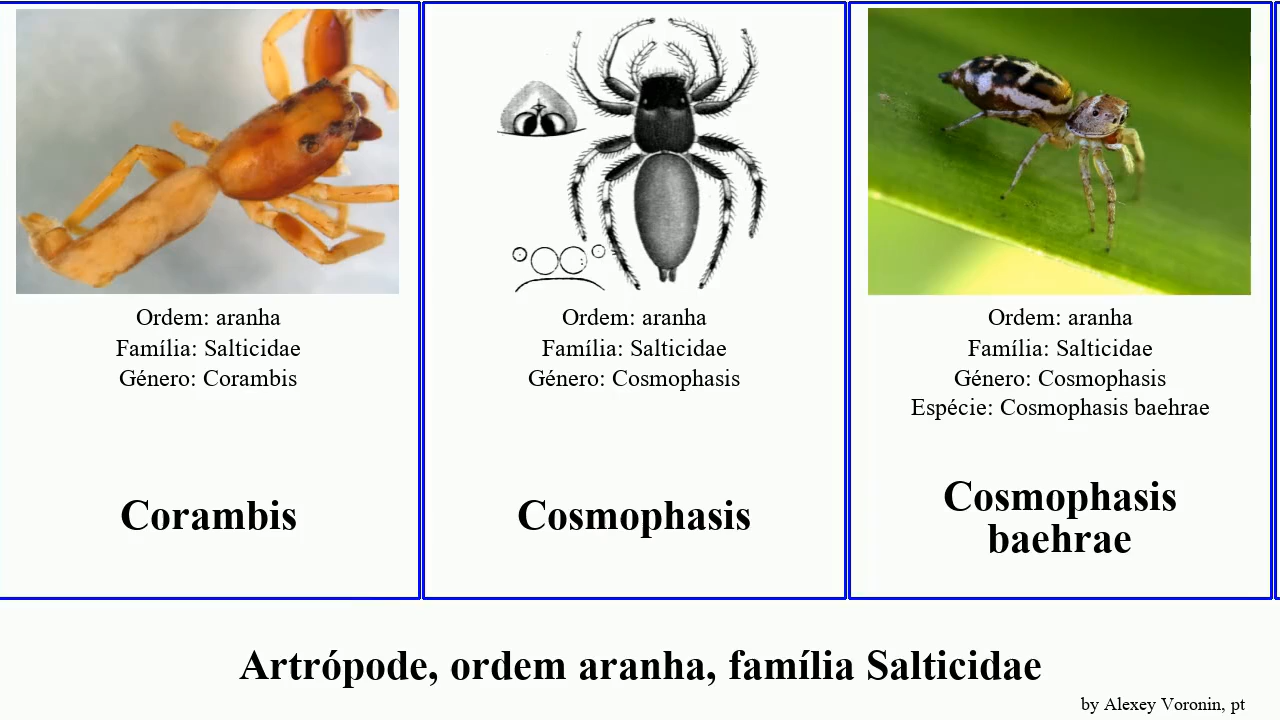 Ordem: aranha
Família: Salticidae
Género: Corambis
Corambis
Ordem: aranha
Família: Salticidae
Género: Cosmophasis
Cosmophasis
Ordem: aranha
Família: Salticidae
Género: Cosmophasis
Espécie: Cosmophasis baehrae
Cosmophasis
baehrae
Artrópode, ordem aranha, família Salticidae
by Alexey Voronin, pt